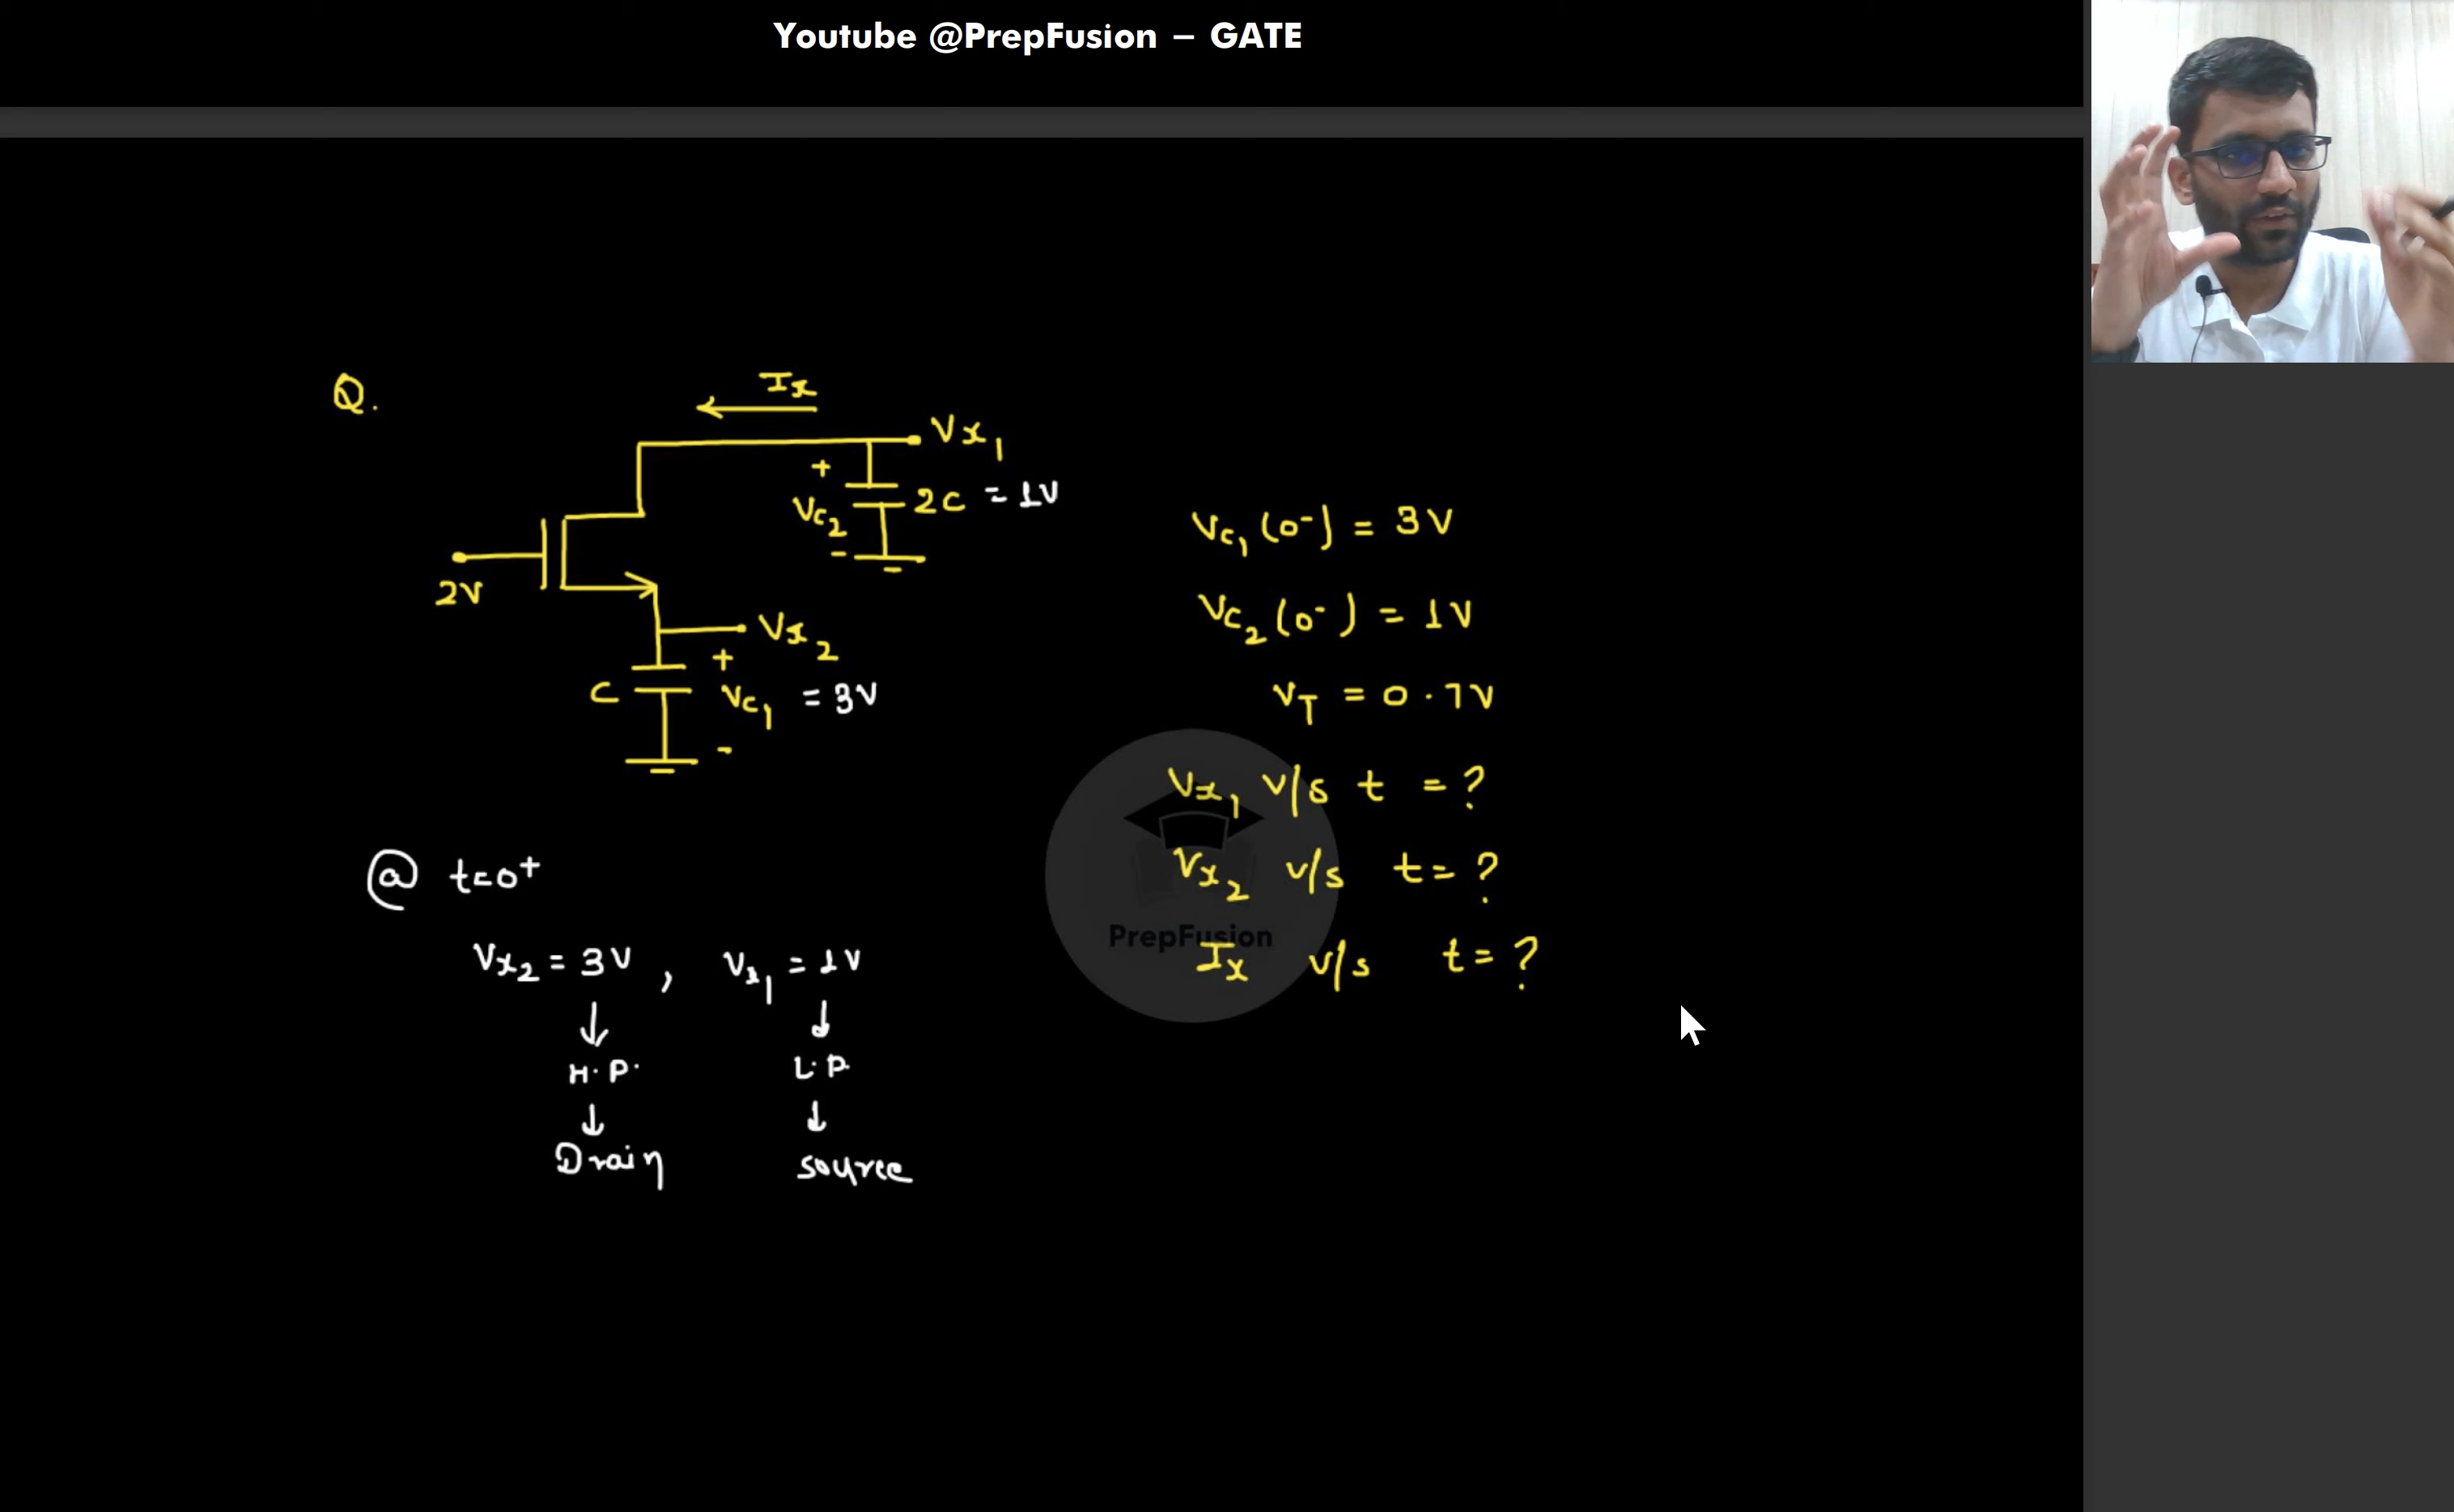 Youtube @PrepFusion – GATE
Q.
Ix
Vx1
+
Vc2
2C = 1V
-
2V
Vx2
+
C
Vc1 = 3V
-
Vc1 (0-) = 3V
Vc2 (0-) = 1V
VT = 0.7V
Vx1 v/s t = ?
Vx2 v/s t = ?
PrepFusion
Ix v/s t = ?
@ t=0+
Vx2 = 3V , Vx1 = 1V
↓ ↓
H.P. L.P.
↓ ↓
Drain source